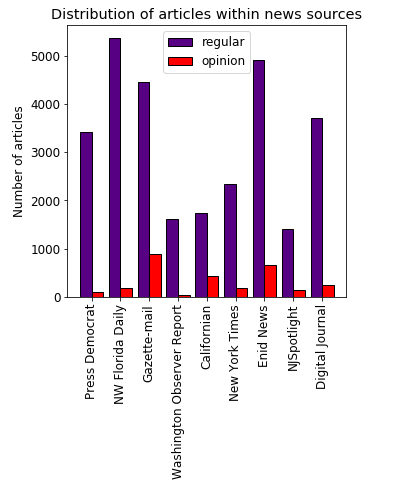 Distribution of articles within news sources
regular
opinion
Number of articles
5000
4000
3000
2000
1000
0
Press Democrat
NW Florida Daily
Gazette-mail
Washington Observer Report
Californian
New York Times
Enid News
NJSpotlight
Digital Journal